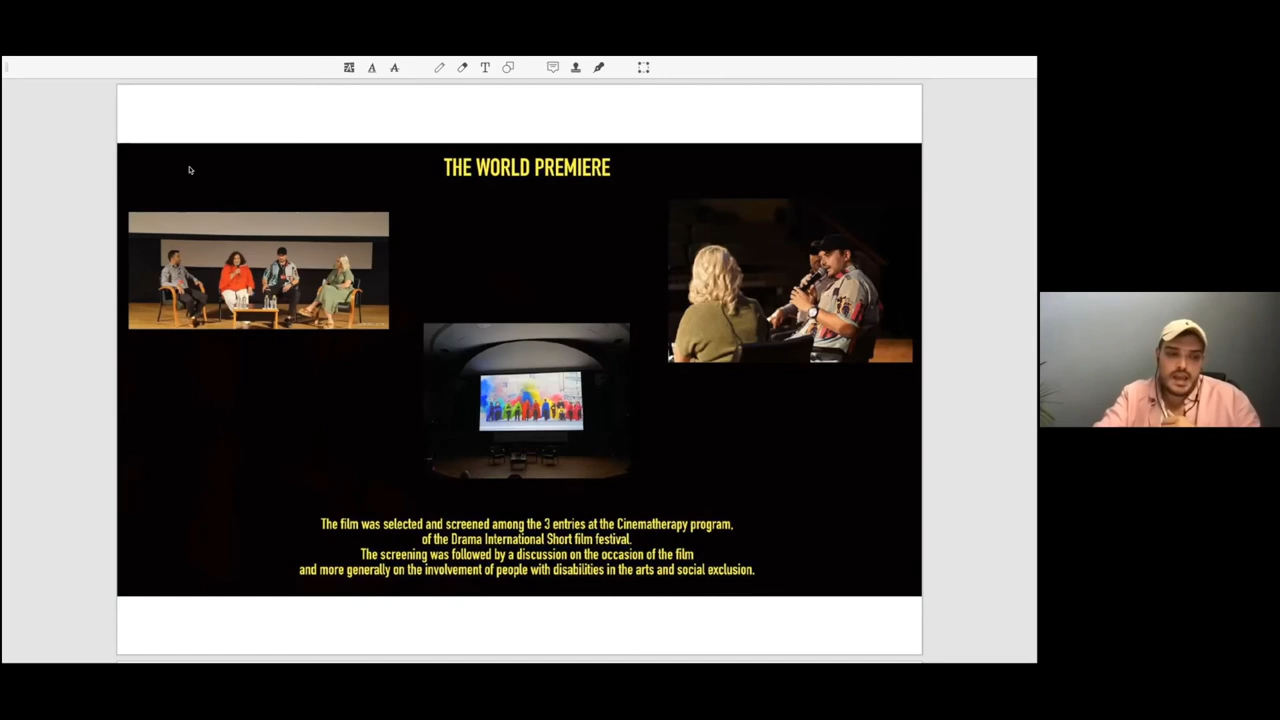 THE WORLD PREMIERE
The film was selected and screened among the 3 entries at the Cinematherapy program,
of the Drama International Short film festival.
The screening was followed by a discussion on the occasion of the film
and more generally on the involvement of people with disabilities in the arts and social exclusion.